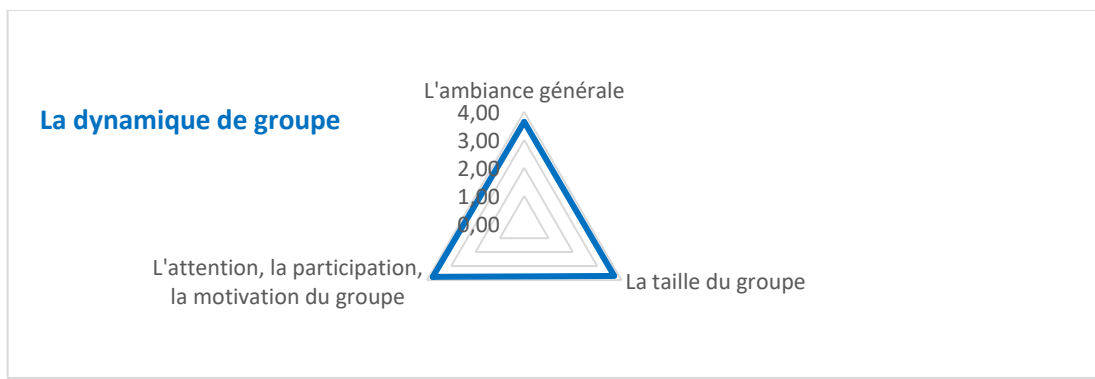 L'ambiance générale
La dynamique de groupe
4,00
3,00
2,00
1,00
0,00
L'attention, la participation,
la motivation du groupe
La taille du groupe